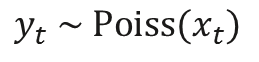 y_t ~ Poiss(x_t)